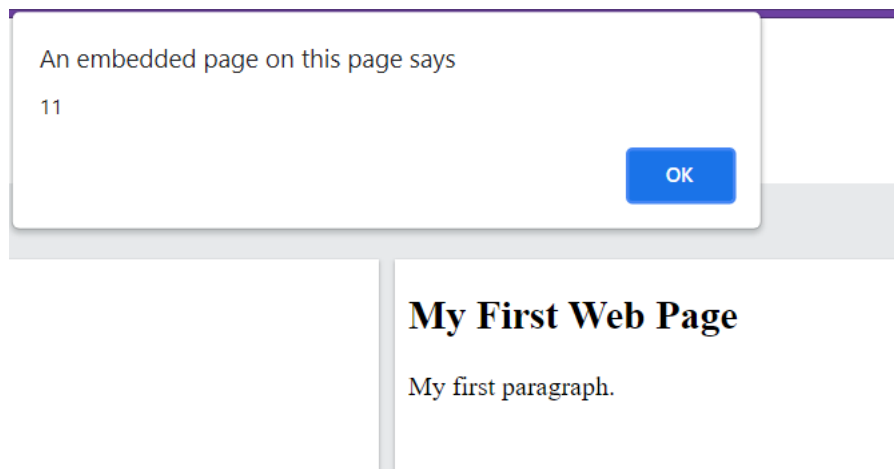 An embedded page on this page says
11
OK
My First Web Page
My first paragraph.